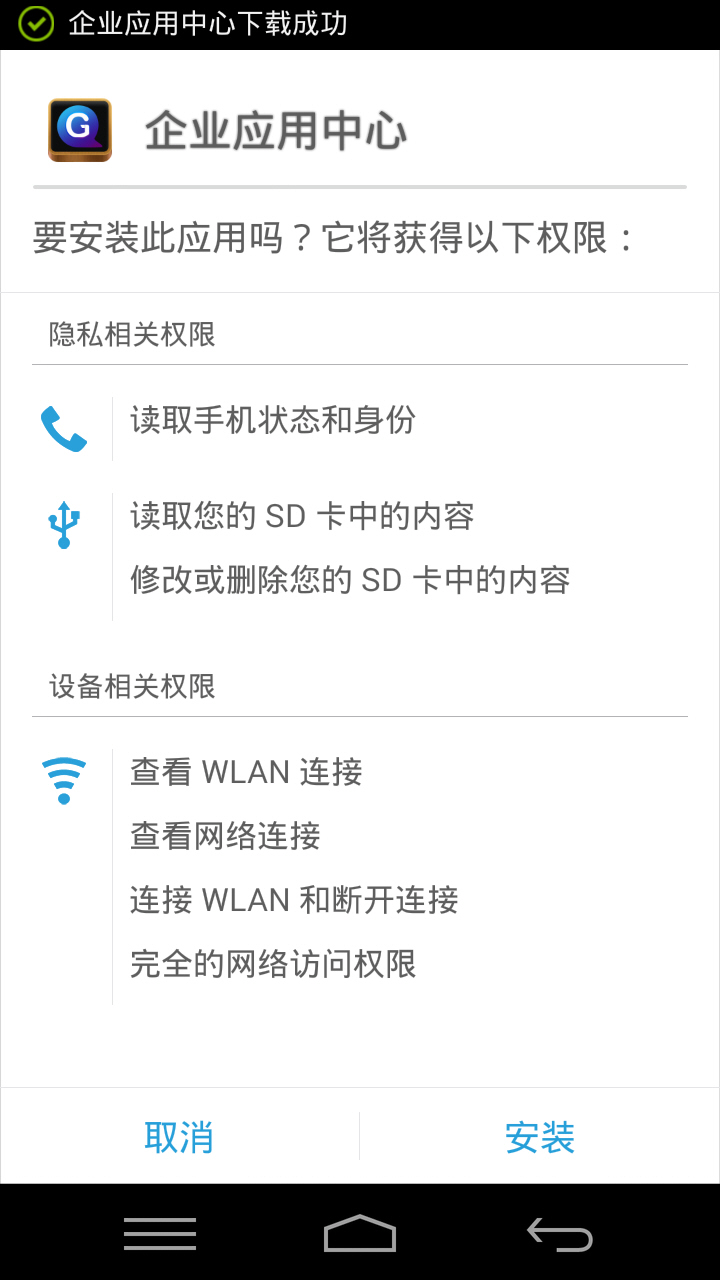 企业应用中心下载成功
G
企业应用中心
要安装此应用吗？它将获得以下权限：
隐私相关权限
读取手机状态和身份
读取您的 SD 卡中的内容
修改或删除您的 SD 卡中的内容
设备相关权限
查看 WLAN 连接
查看网络连接
连接 WLAN 和断开连接
完全的网络访问权限
取消
安装